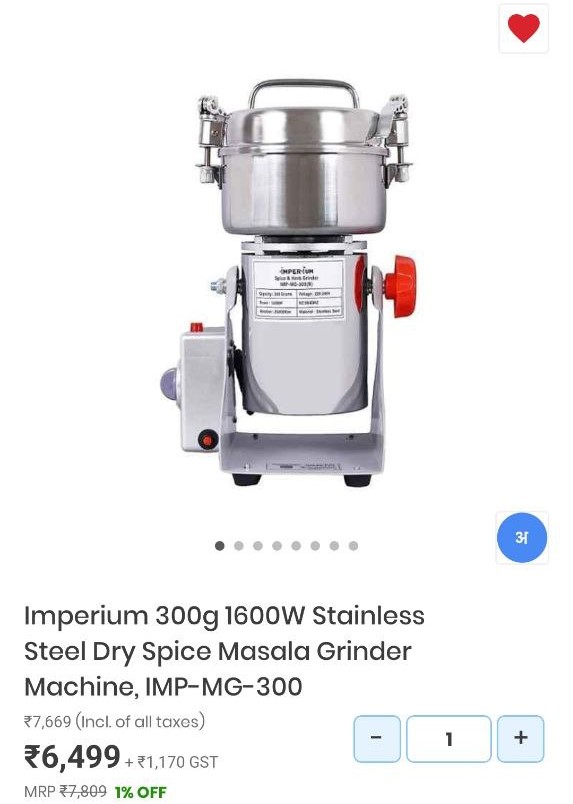 IMPERIUM
Spice & Herb Grinder
अ
Imperium 300g 1600W Stainless
Steel Dry Spice Masala Grinder
Machine, IMP-MG-300
₹7,669 (Incl. of all taxes)
- 1 +
₹6,499 + ₹1,170 GST
MRP ₹7,809 1% OFF